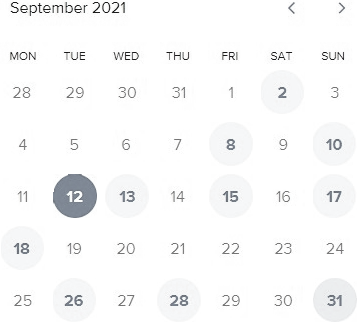 September 2021
MON TUE WED THU FRI SAT SUN
28 29 30 31 1 2 3
4 5 6 7 8 9 10
11 12 13 14 15 16 17
18 19 20 21 22 23 24
25 26 27 28 29 30 31